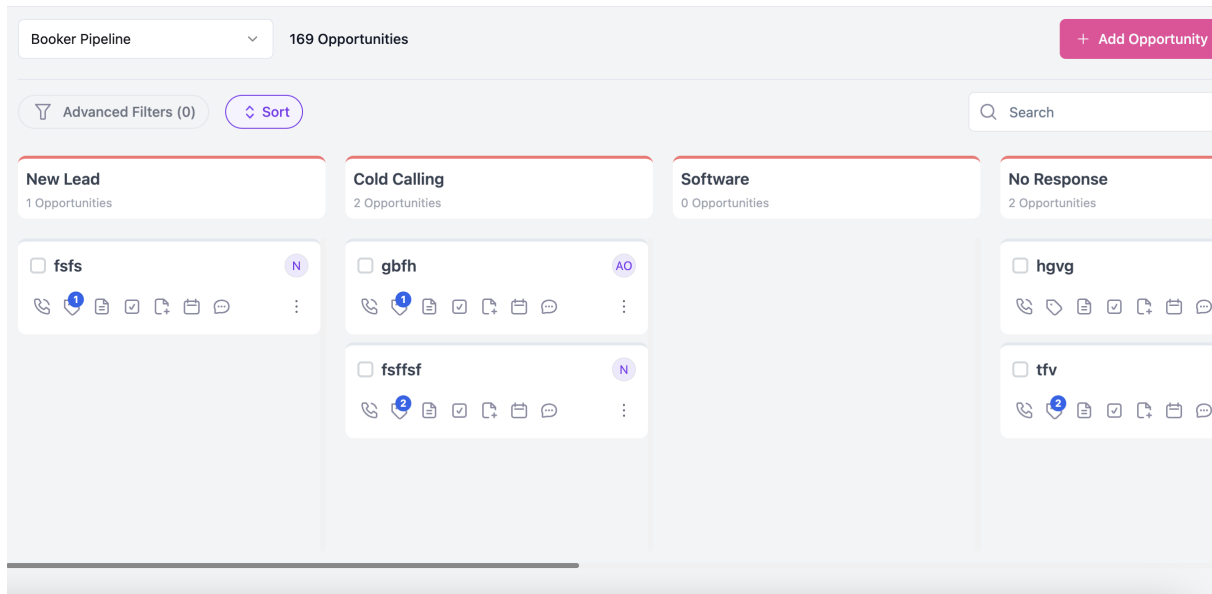 Booker Pipeline
169 Opportunities
+ Add Opportunity
Advanced Filters (0)
Sort
Search
New Lead
1 Opportunities
Cold Calling
2 Opportunities
Software
0 Opportunities
No Response
2 Opportunities
fsfs
N
1
gbfh
AO
1
fsffsf
N
2
hgvg
tfv
2